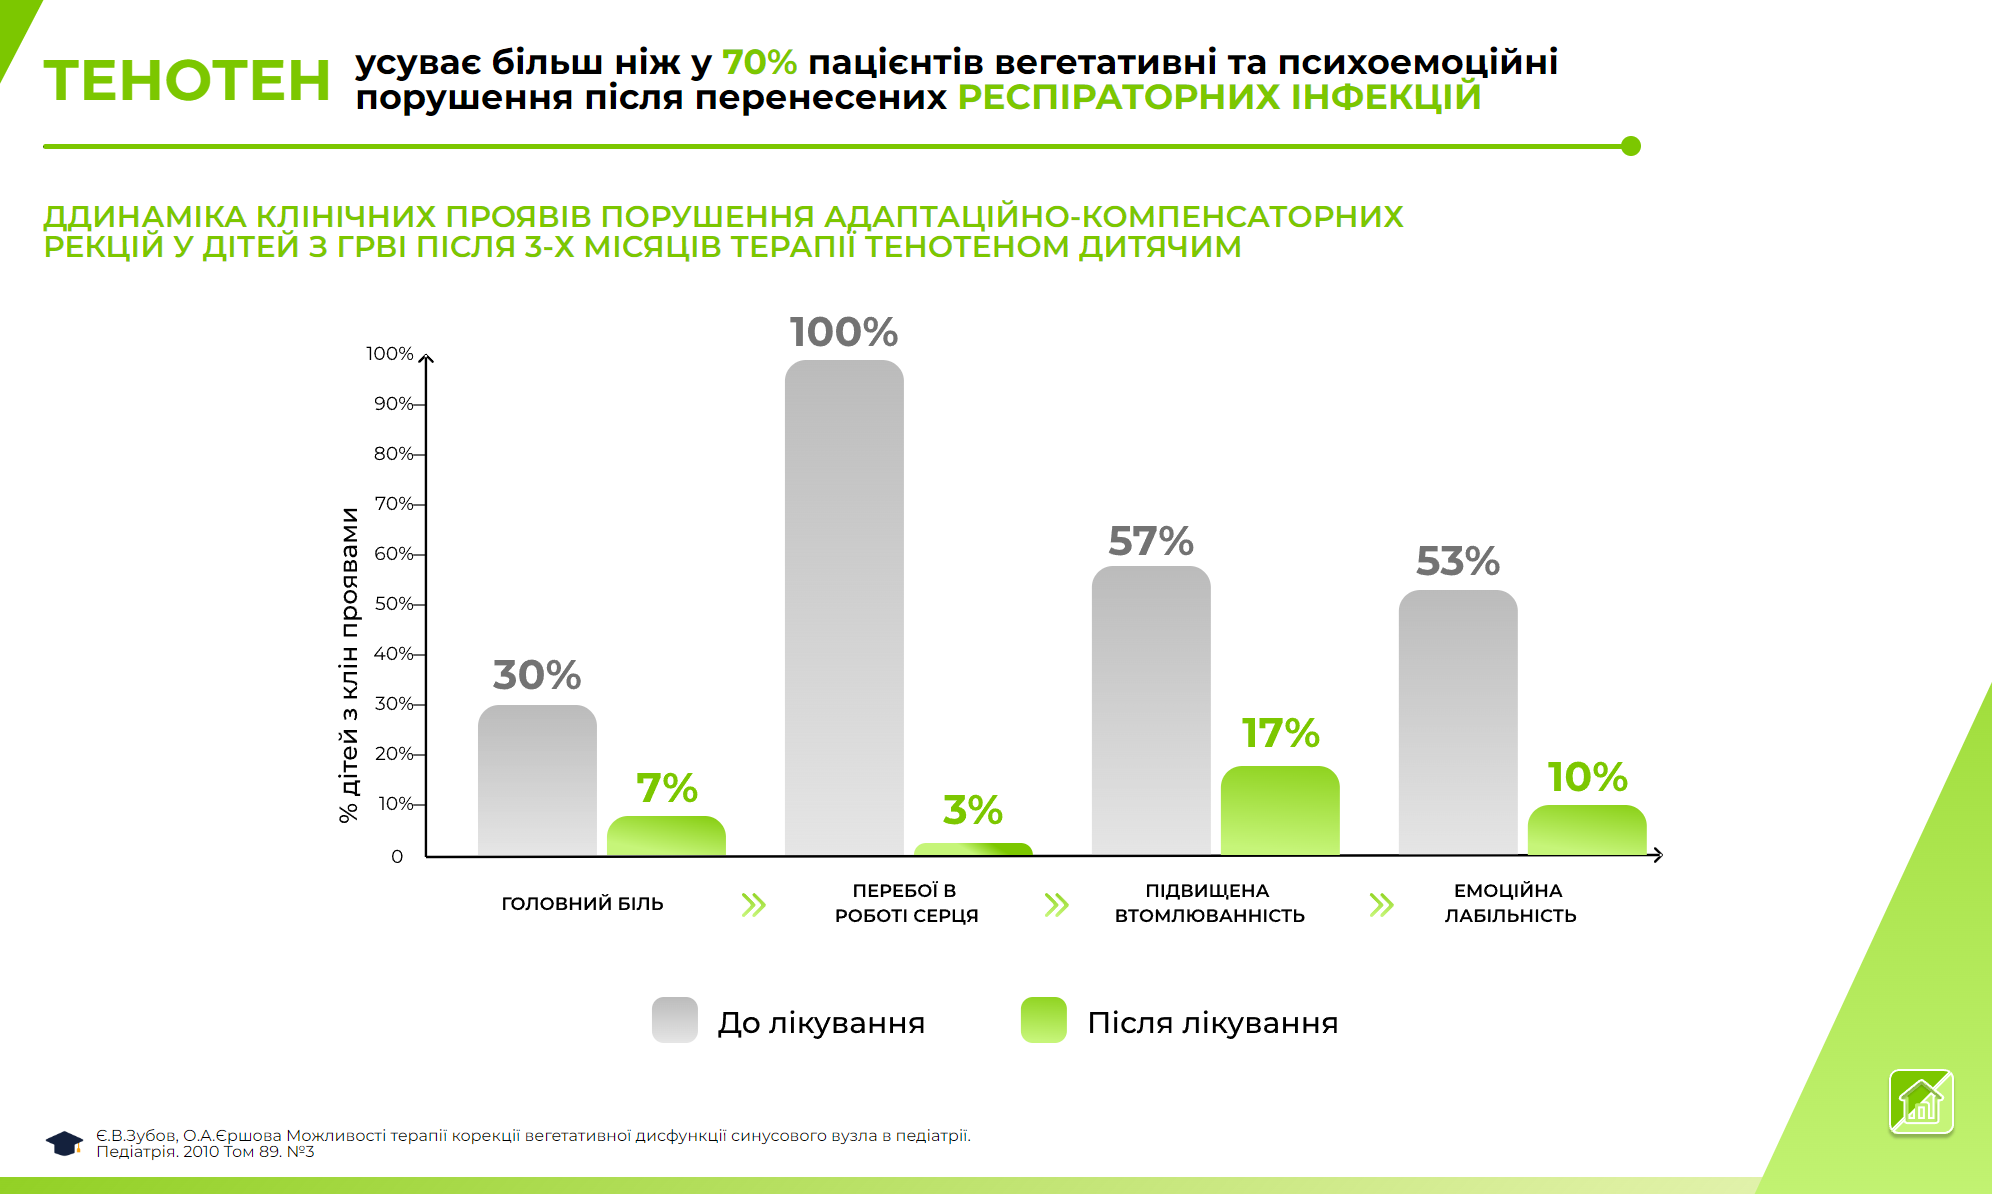 ТЕНОТЕН
усуває більш ніж у 70% пацієнтів вегетативні та психоемоційні
порушення після перенесених РЕСПІРАТОРНИХ ІНФЕКЦІЙ
ДДИНАМІКА КЛІНІЧНИХ ПРОЯВІВ ПОРУШЕННЯ АДАПТАЦІЙНО-КОМПЕНСАТОРНИХ
РЕКЦІЙ У ДІТЕЙ З ГРВІ ПІСЛЯ 3-Х МІСЯЦІВ ТЕРАПІЇ ТЕНОТЕНОМ ДИТЯЧИМ
% дітей з клін проявами
100%
90%
80%
70%
60%
50%
40%
30%
20%
10%
0
30%
7%
100%
3%
57%
17%
53%
10%
ГОЛОВНИЙ БІЛЬ
ПЕРЕБОЇ В
РОБОТІ СЕРЦЯ
ПІДВИЩЕНА
ВТОМЛЮВАННІСТЬ
ЕМОЦІЙНА
ЛАБІЛЬНІСТЬ
До лікування
Після лікування
Є.В.Зубов, О.А.Єршова Можливості терапії корекції вегетативної дисфункції синусового вузла в педіатрії.
Педіатрія. 2010 Том 89. №3